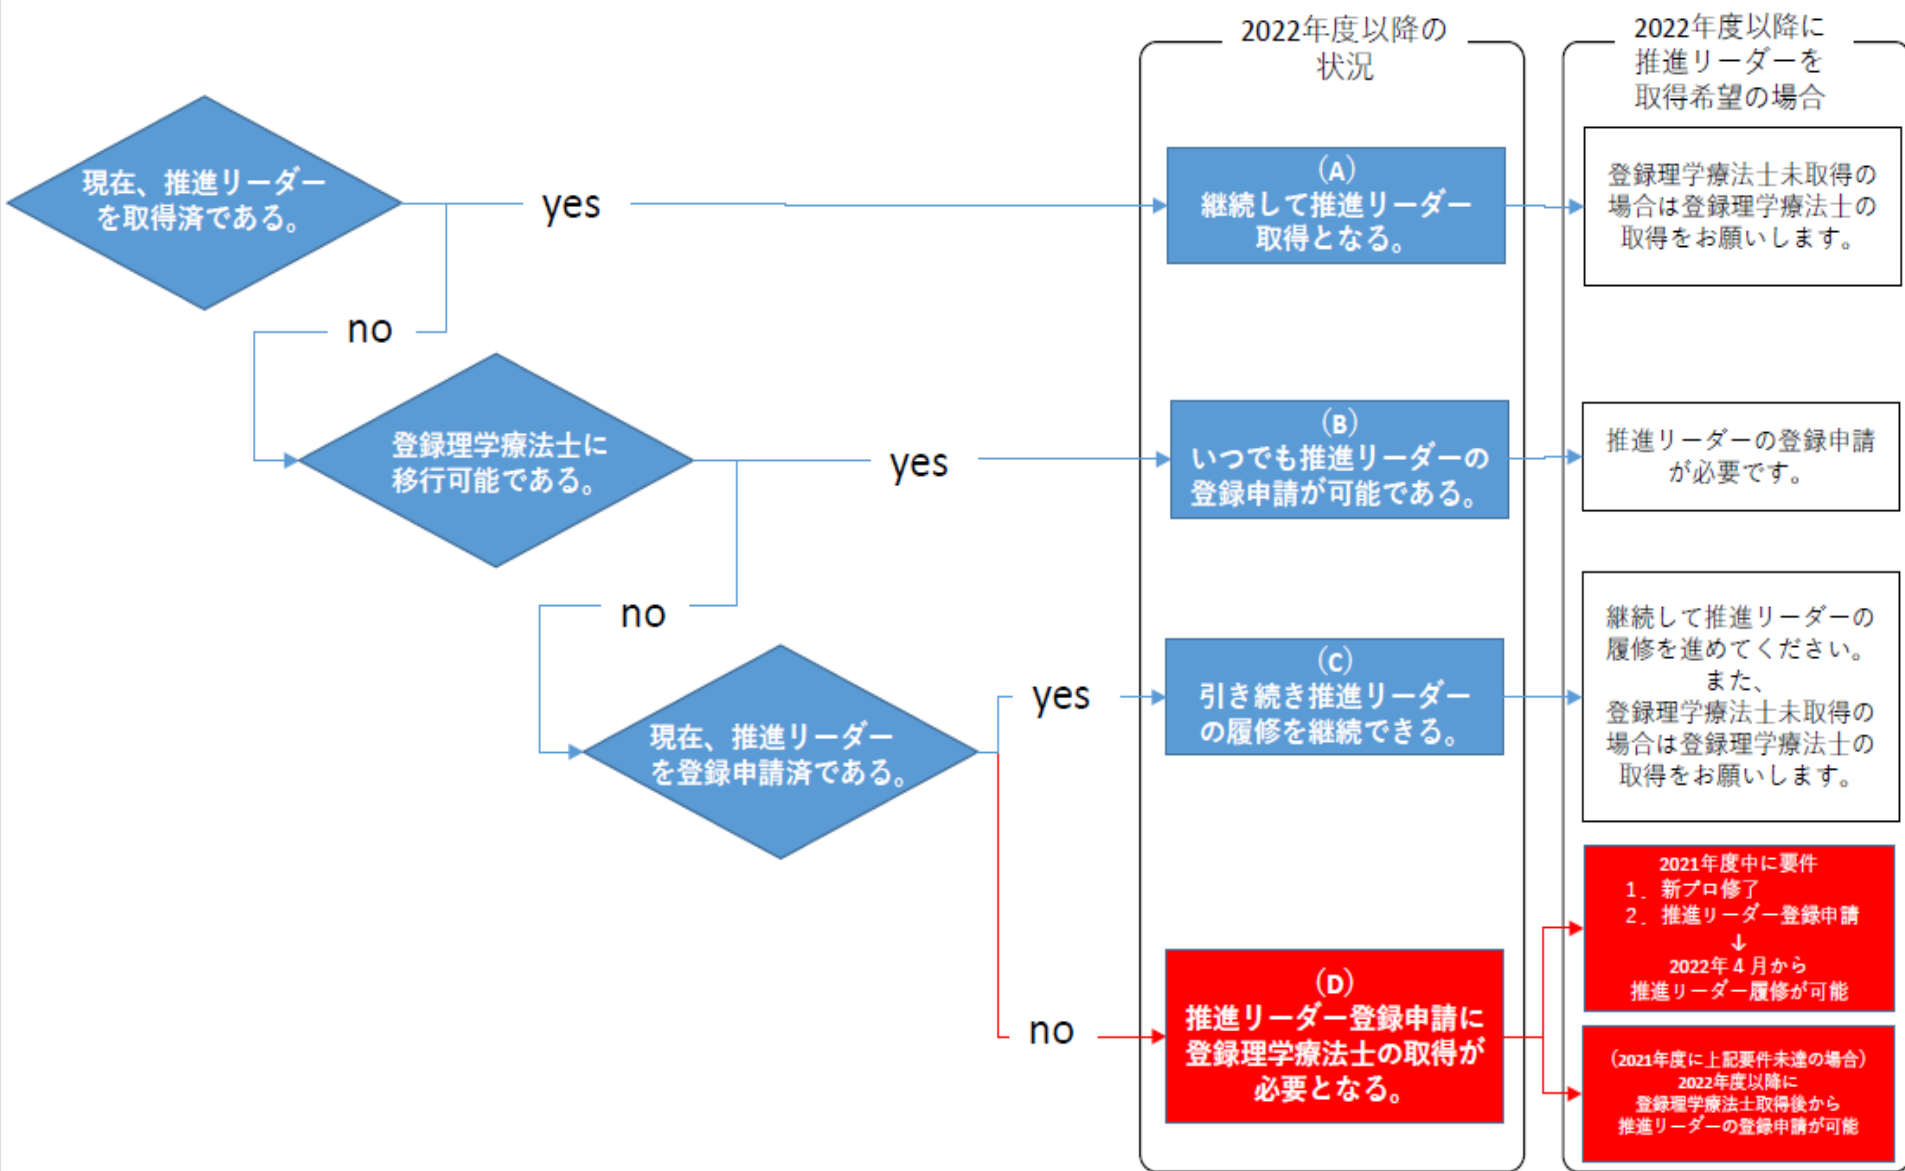 2022年度以降の
状況
2022年度以降に
推進リーダーを
取得希望の場合
現在、推進リーダー
を取得済である。
yes
(A)
継続して推進リーダー
取得となる。
登録理学療法士未取得の
場合は登録理学療法士の
取得をお願いします。
no
登録理学療法士に
移行可能である。
yes
(B)
いつでも推進リーダーの
登録申請が可能である。
推進リーダーの登録申請
が必要です。
no
現在、推進リーダー
を登録申請済である。
yes
(C)
引き続き推進リーダー
の履修を継続できる。
継続して推進リーダーの
履修を進めてください。
また、
登録理学療法士未取得の
場合は登録理学療法士の
取得をお願いします。
no
(D)
推進リーダー登録申請に
登録理学療法士の取得が
必要となる。
2021年度中に要件
1．新プロ修了
2．推進リーダー登録申請
↓
2022年４月から
推進リーダー履修が可能
(2021年度に上記要件未達の場合)
2022年度以降に
登録理学療法士取得後から
推進リーダーの登録申請が可能